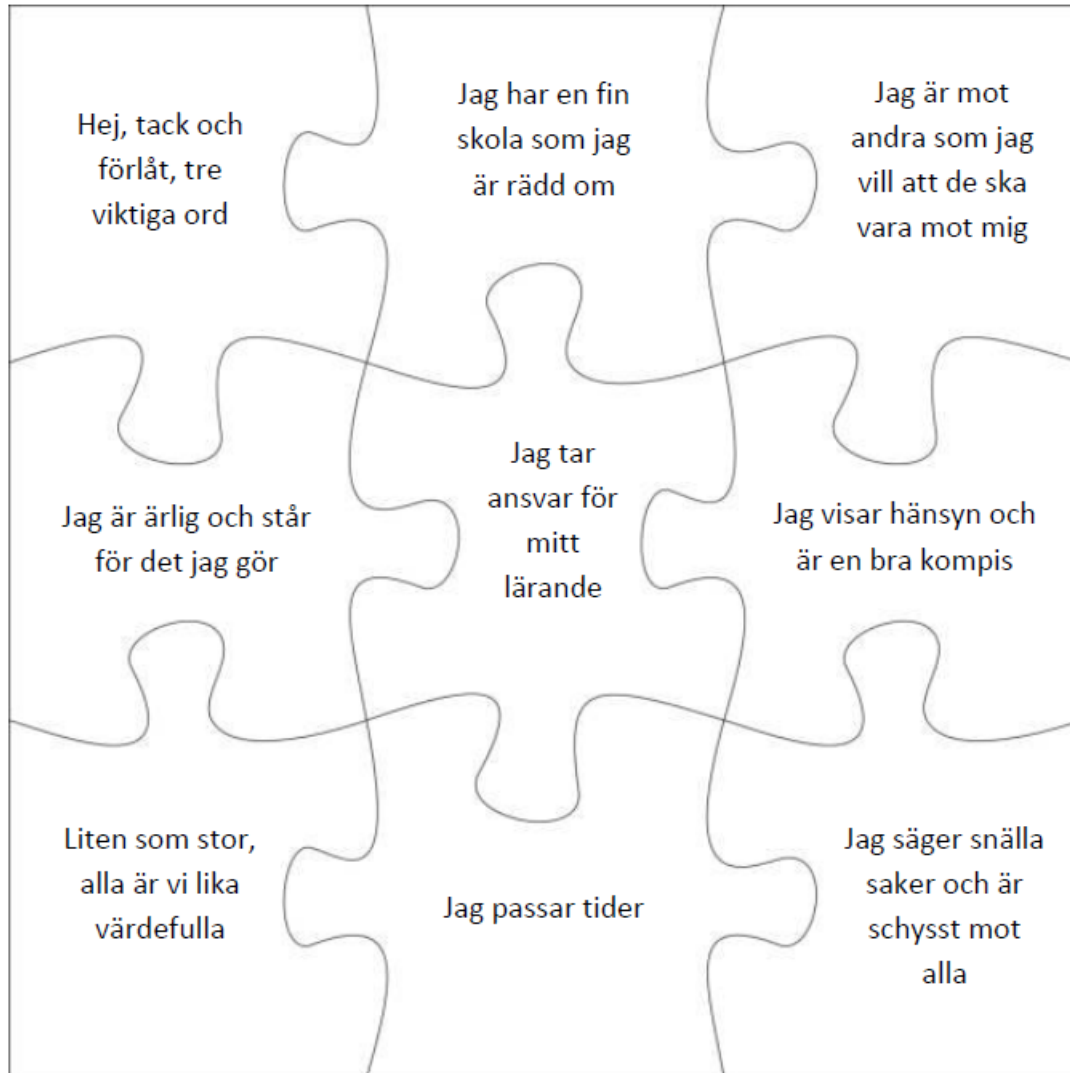 Hej, tack och
förlåt, tre
viktiga ord
Jag har en fin
skola som jag
är rädd om
Jag är mot
andra som jag
vill att de ska
vara mot mig
Jag är ärlig och står
för det jag gör
Jag tar
ansvar för
mitt
lärande
Jag visar hänsyn och
är en bra kompis
Liten som stor,
alla är vi lika
värdefulla
Jag passar tider
Jag säger snälla
saker och är
schysst mot
alla